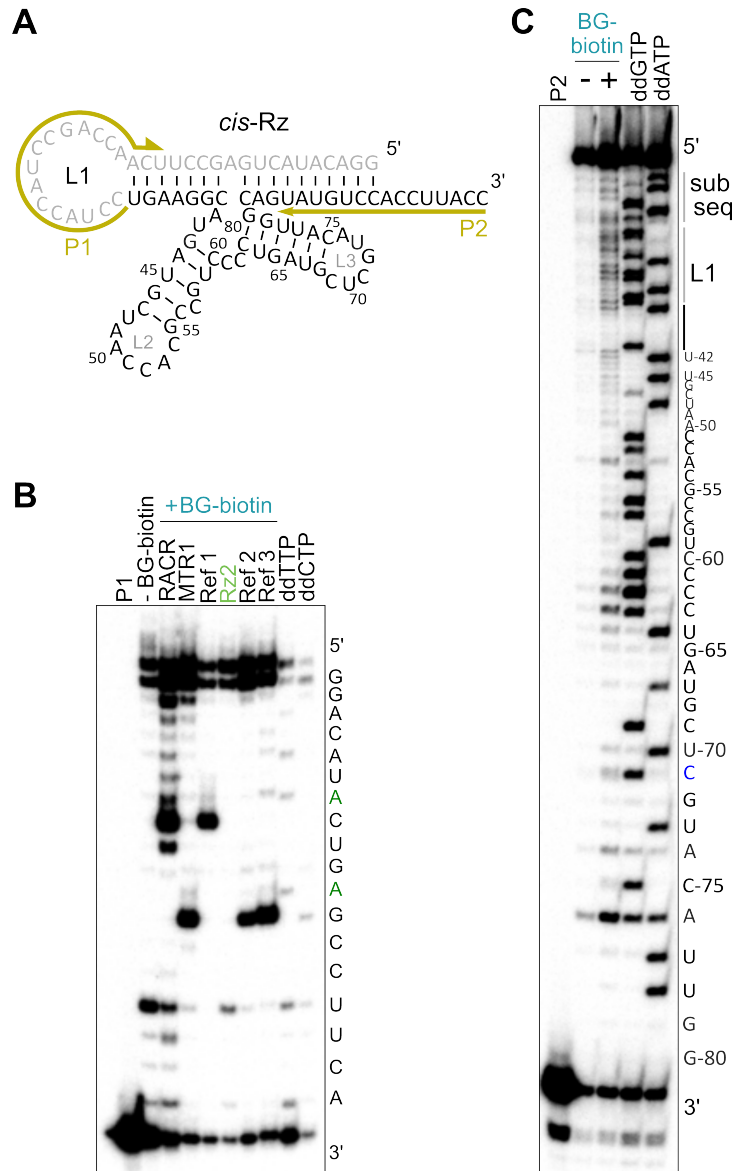 A
cis-Rz
5'
CCGACCA
L1
ACUUCCGAGUCAUACAGG
3'
UGAAGGC CAGUAUGUCCACCUUACC
P1
P2
80
75
60
45
65
L3
70
55
L2
50
B
+BG-biotin
P1
- BG-biotin
RACR
MTR1
Ref 1
Rz2
Ref 2
Ref 3
ddTTP
ddCTP
5'
G
G
A
C
A
U
A
C
U
G
A
G
C
C
U
U
C
A
3'
C
BG-
biotin
P2
-
+
ddGTP
ddATP
5'
sub
seq
L1
U-42
U-45
G
C
U
A
A-50
C
C
A
C
G-55
C
C
G
U
C-60
C
C
C
U
G-65
A
U
G
C
U-70
C
G
U
A
C-75
A
U
U
G
G-80
3'